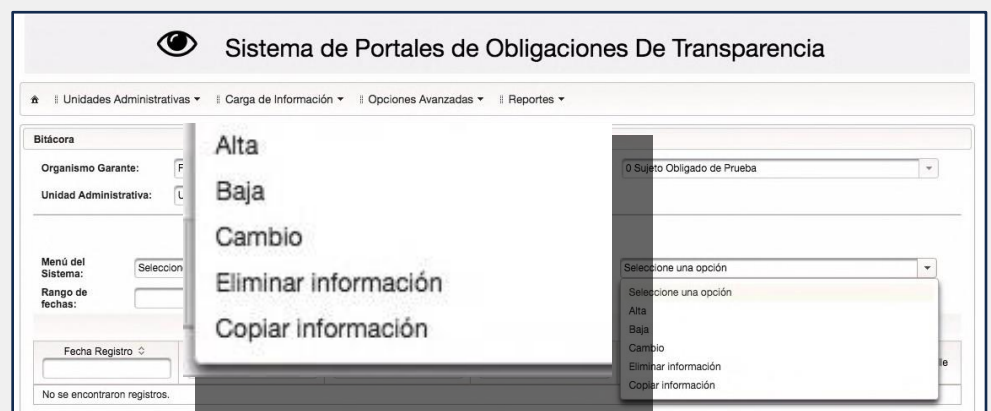 Sistema de Portales de Obligaciones De Transparencia
Unidades Administrativas
Carga de Información
Opciones Avanzadas
Reportes
Bitácora
Organismo Garante:
0 Sujeto Obligado de Prueba
Unidad Administrativa:
Alta
Baja
Cambio
Eliminar información
Copiar información
Menú del
Sistema:
Seleccione una opción
Rango de
fechas:
Seleccione una opción
Alta
Baja
Cambio
Eliminar información
Copiar información
Fecha Registro
No se encontraron registros.